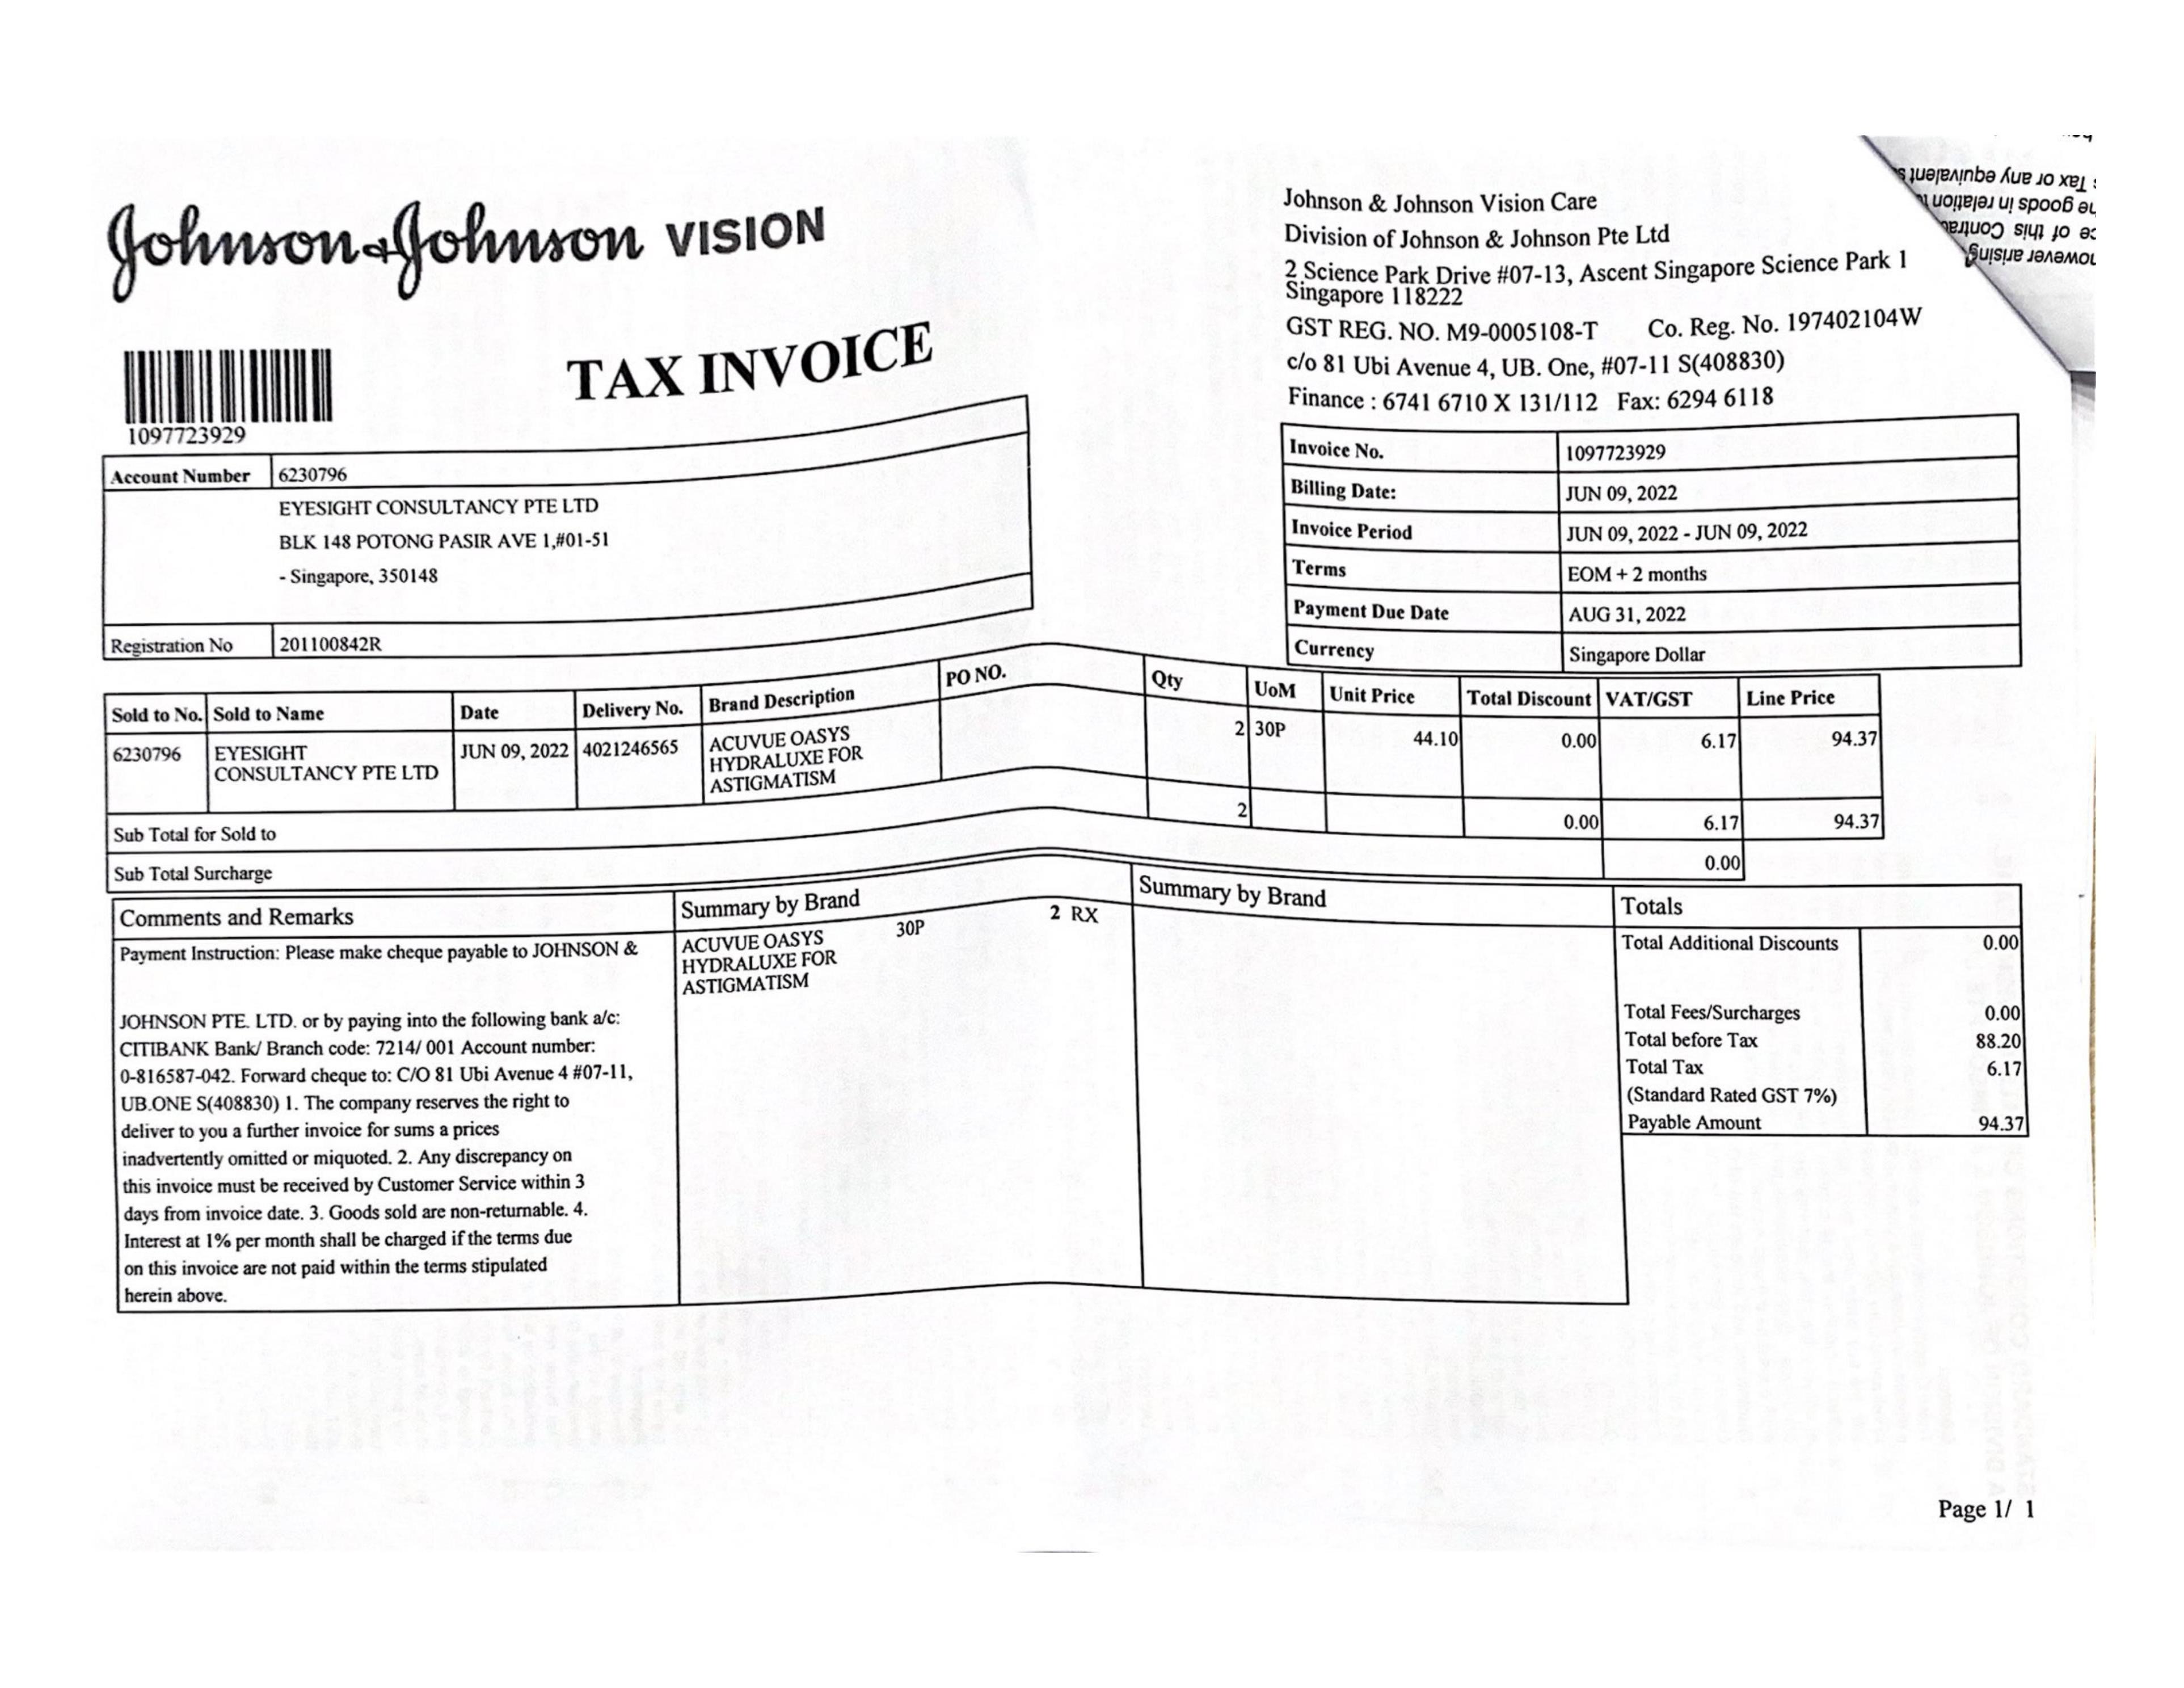 Johnson & Johnson VISION
TAX INVOICE
1097723929
Johnson & Johnson Vision Care
Division of Johnson & Johnson Pte Ltd
2 Science Park Drive #07-13, Ascent Singapore Science Park 1
Singapore 118222
GST REG. NO. M9-0005108-T Co. Reg. No. 197402104W
c/o 81 Ubi Avenue 4, UB. One, #07-11 S(408830)
Finance : 6741 6710 X 131/112 Fax: 6294 6118
however arising
ce of this Contrac
he goods in relation
Tax or any equivalent
Account Number 6230796
EYESIGHT CONSULTANCY PTE LTD
BLK 148 POTONG PASIR AVE 1,#01-51
- Singapore, 350148
Registration No 201100842R
Invoice No. 1097723929
Billing Date: JUN 09, 2022
Invoice Period JUN 09, 2022 - JUN 09, 2022
Terms EOM + 2 months
Payment Due Date AUG 31, 2022
Currency Singapore Dollar
Sold to No. Sold to Name Date Delivery No. Brand Description PO NO. Qty UoM Unit Price Total Discount VAT/GST Line Price
6230796 EYESIGHT JUN 09, 2022 4021246565 ACUVUE OASYS 2 30P 44.10 0.00 6.17 94.37
CONSULTANCY PTE LTD HYDRALUXE FOR
ASTIGMATISM
Sub Total for Sold to 2 0.00 6.17 94.37
Sub Total Surcharge 0.00
Comments and Remarks
Payment Instruction: Please make cheque payable to JOHNSON &
JOHNSON PTE. LTD. or by paying into the following bank a/c:
CITIBANK Bank/ Branch code: 7214/ 001 Account number:
0-816587-042. Forward cheque to: C/O 81 Ubi Avenue 4 #07-11,
UB.ONE S(408830) 1. The company reserves the right to
deliver to you a further invoice for sums a prices
inadvertently omitted or miquoted. 2. Any discrepancy on
this invoice must be received by Customer Service within 3
days from invoice date. 3. Goods sold are non-returnable. 4.
Interest at 1% per month shall be charged if the terms due
on this invoice are not paid within the terms stipulated
herein above.
Summary by Brand
ACUVUE OASYS 30P 2 RX
HYDRALUXE FOR
ASTIGMATISM
Summary by Brand
Totals
Total Additional Discounts 0.00
Total Fees/Surcharges 0.00
Total before Tax 88.20
Total Tax 6.17
(Standard Rated GST 7%)
Payable Amount 94.37
Page 1/ 1